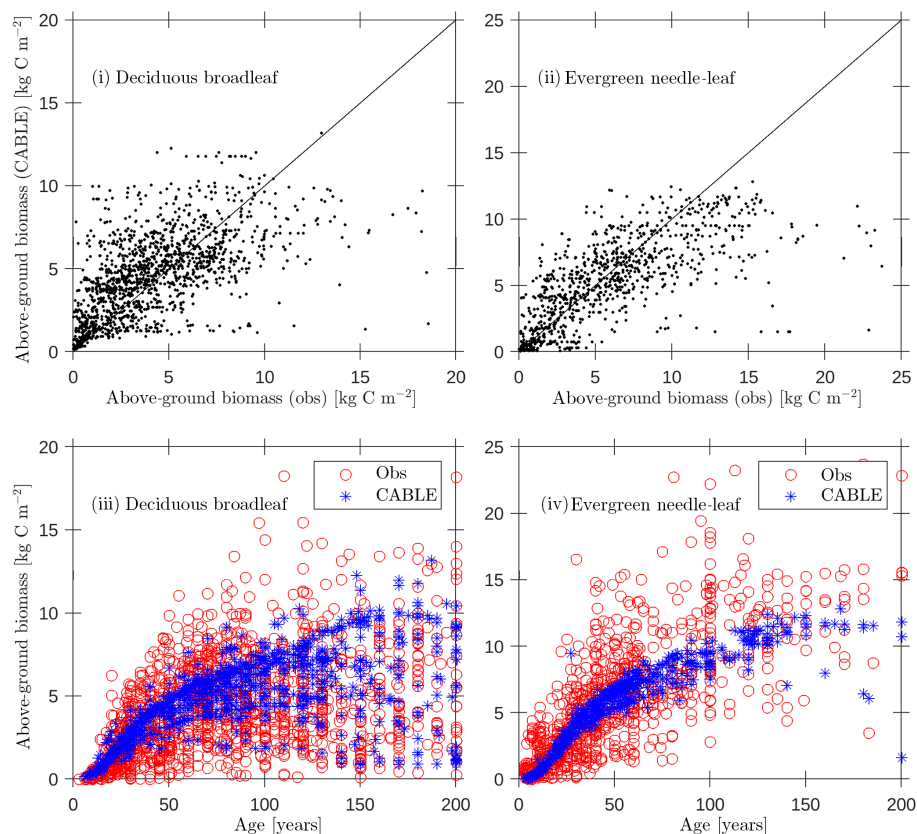 20
15
10
5
0
0 5 10 15 20
(i) Deciduous broadleaf
Above-ground biomass (CABLE) [kg C m−2]
Above-ground biomass (obs) [kg C m−2]
25
20
15
10
5
0
0 5 10 15 20 25
(ii) Evergreen needle-leaf
Above-ground biomass (obs) [kg C m−2]
20
15
10
5
0
0 50 100 150 200
Obs
CABLE
(iii) Deciduous broadleaf
Above-ground biomass [kg C m−2]
Age [years]
25
20
15
10
5
0
0 50 100 150 200
Obs
CABLE
(iv) Evergreen needle-leaf
Age [years]